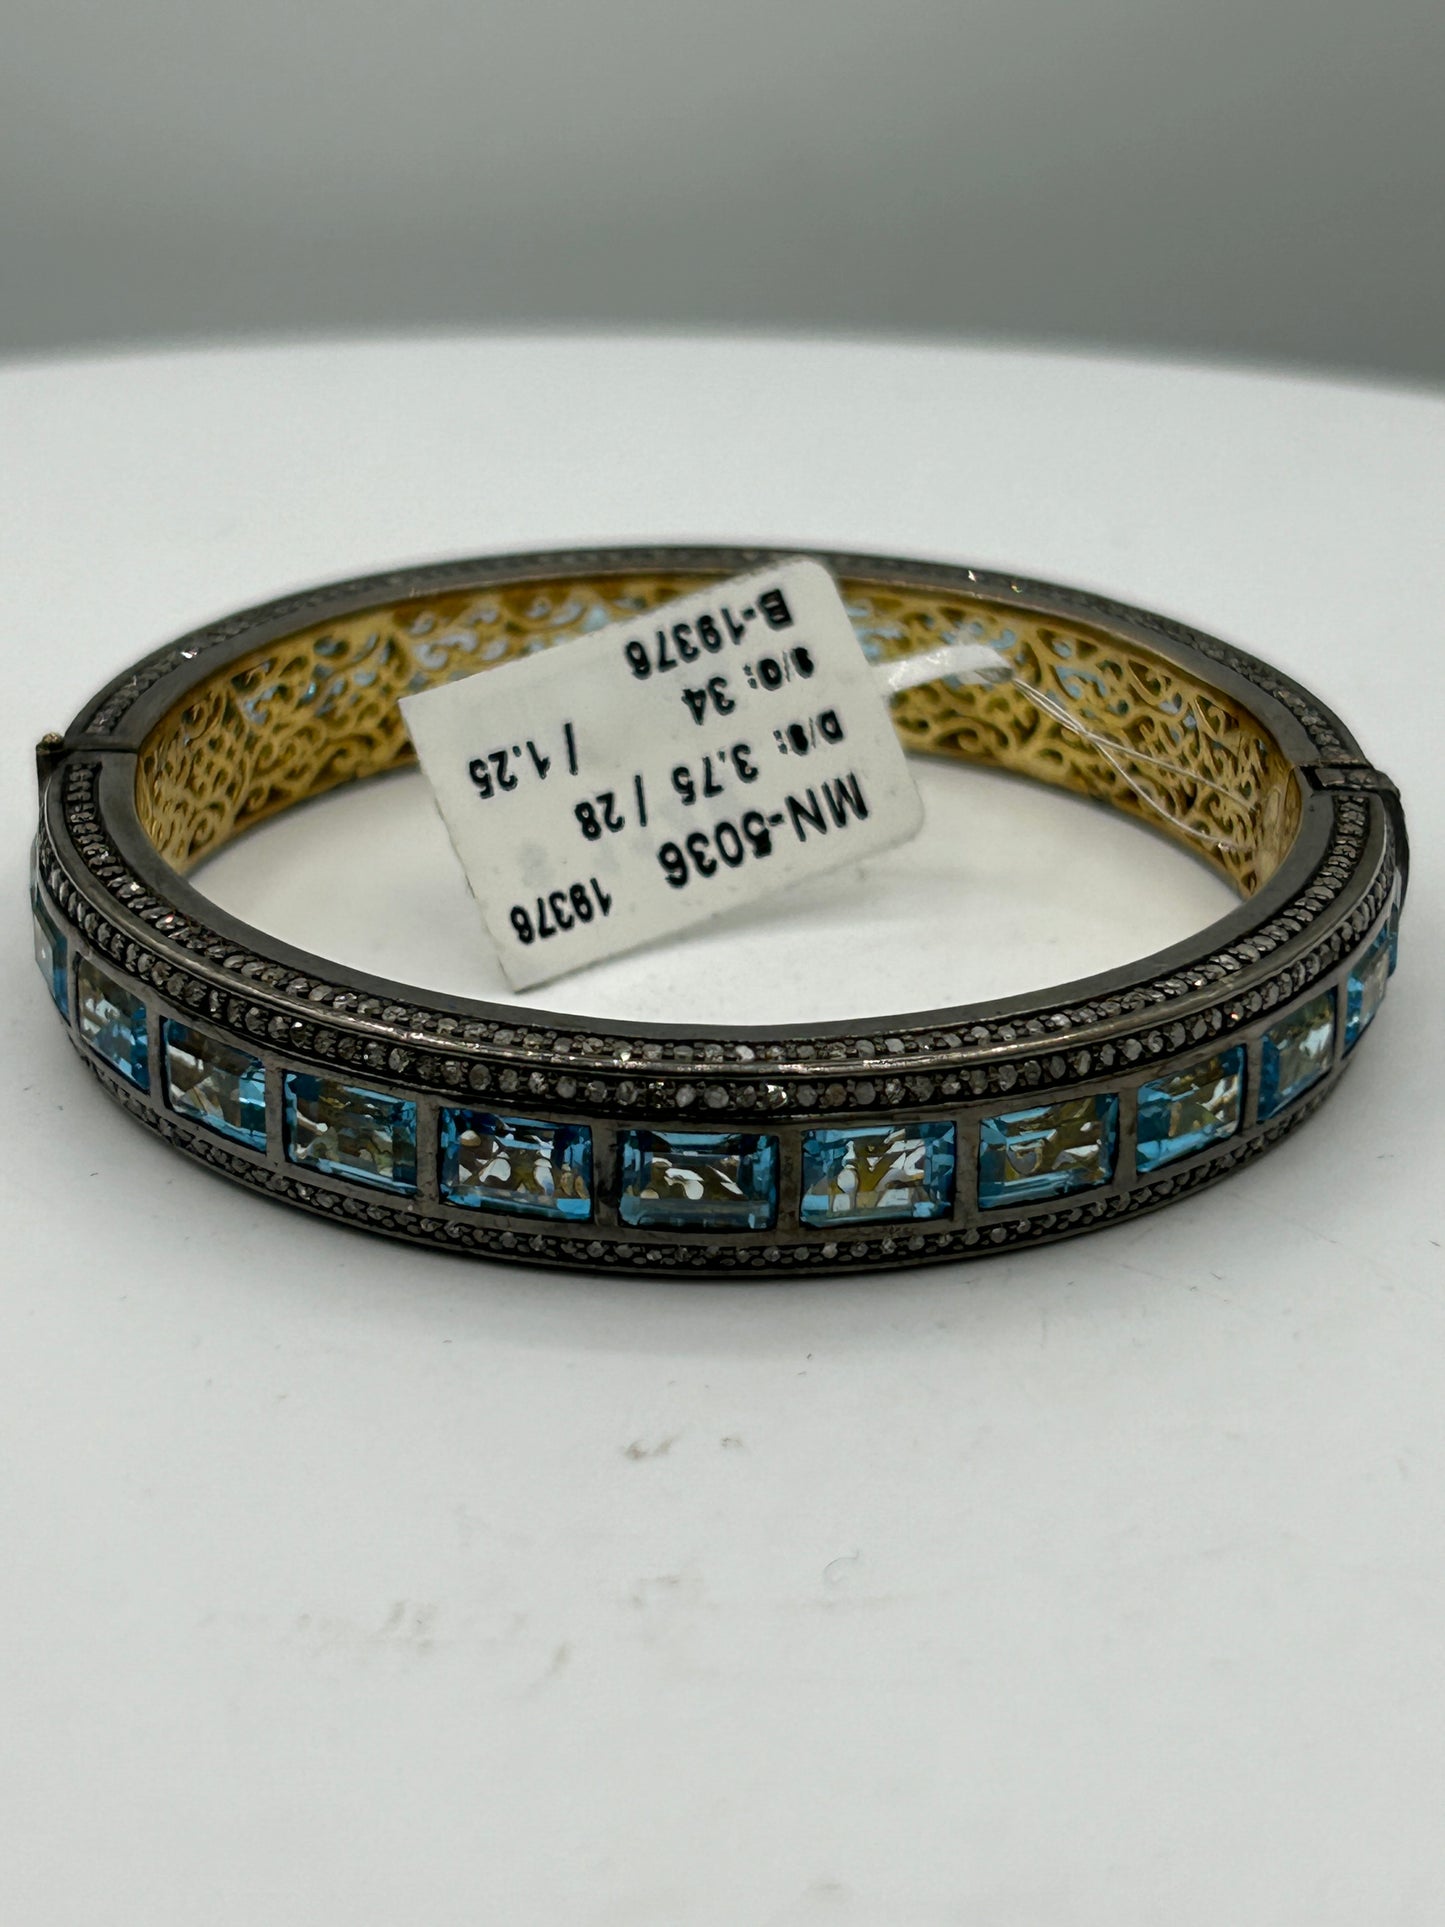 MN-5036 19376
D/S: 3.75 / 28
S/O: 34 / 1.25
B-19376